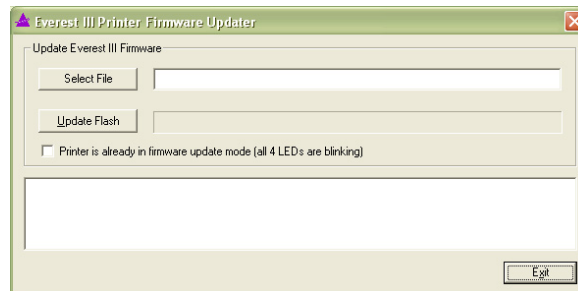 Everest III Printer Firmware Updater
Update Everest III Firmware
Select File
Update Flash
Printer is already in firmware update mode (all 4 LEDs are blinking)
Exit